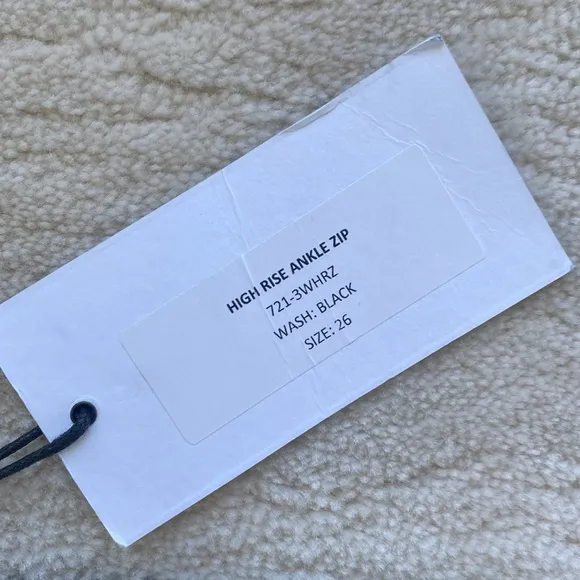 HIGH RISE ANKLE ZIP
721-3WHRZ
WASH: BLACK
SIZE: 26